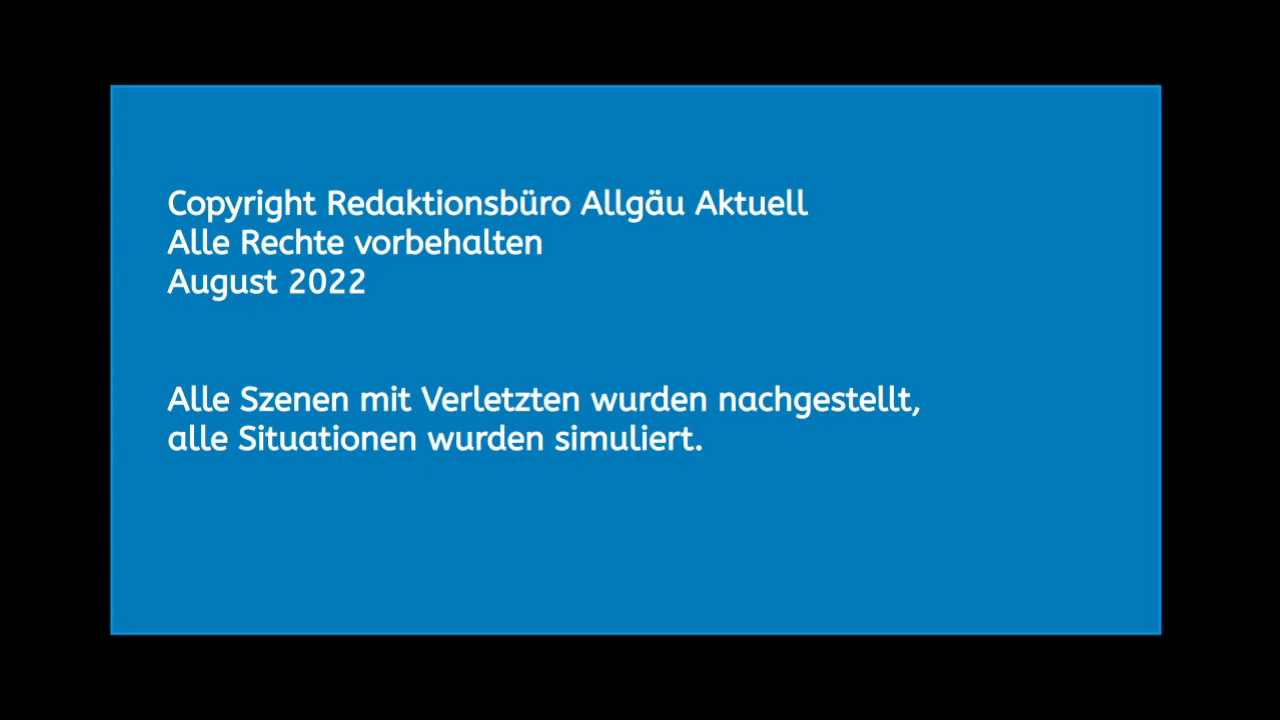 Copyright Redaktionsbüro Allgäu Aktuell
Alle Rechte vorbehalten
August 2022
Alle Szenen mit Verletzten wurden nachgestellt,
alle Situationen wurden simuliert.